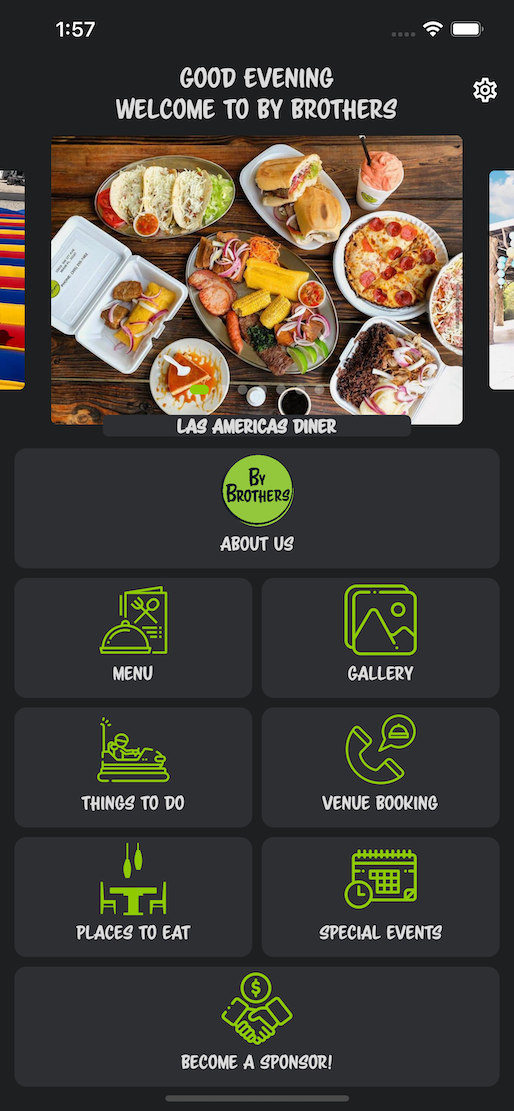 1:57
GOOD EVENING
WELCOME TO BY BROTHERS
LAS AMERICAS DINER
By
BROTHERS
ABOUT US
MENU
GALLERY
THINGS TO DO
VENUE BOOKING
PLACES TO EAT
SPECIAL EVENTS
$
BECOME A SPONSOR!